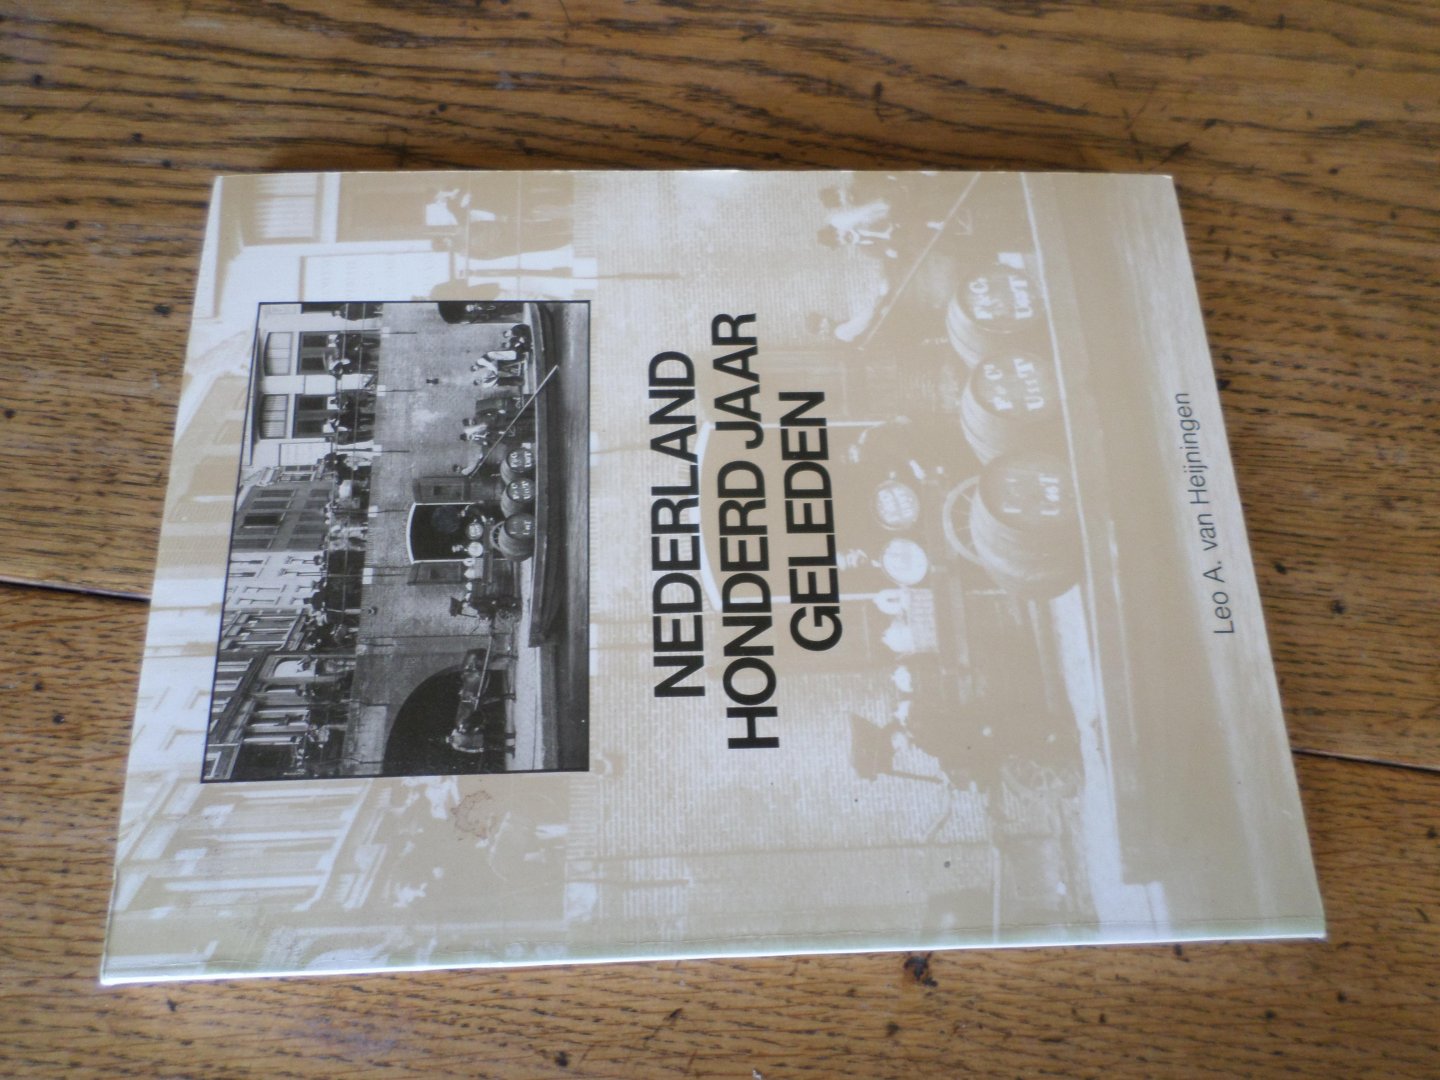 NEDERLAND
HONDERD JAAR
GELEDEN
Leo A. van Heijningen